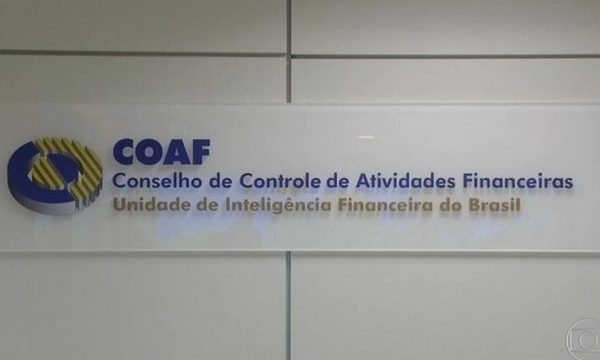 COAF
Conselho de Controle de Atividades Financeiras
Unidade de Inteligência Financeira do Brasil